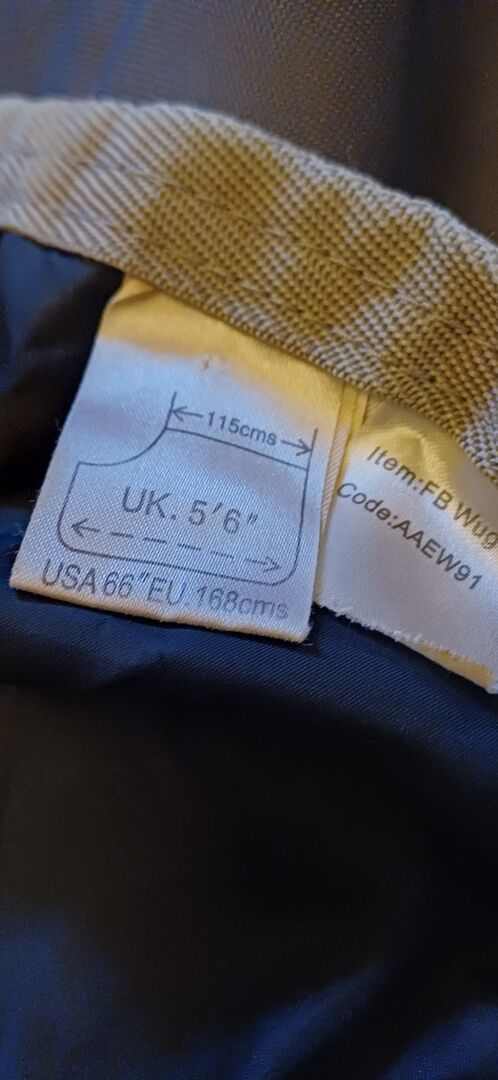 115cms
UK. 5'6"
USA 66" EU. 168cms
Item:FB Wug
Code:AAEW91